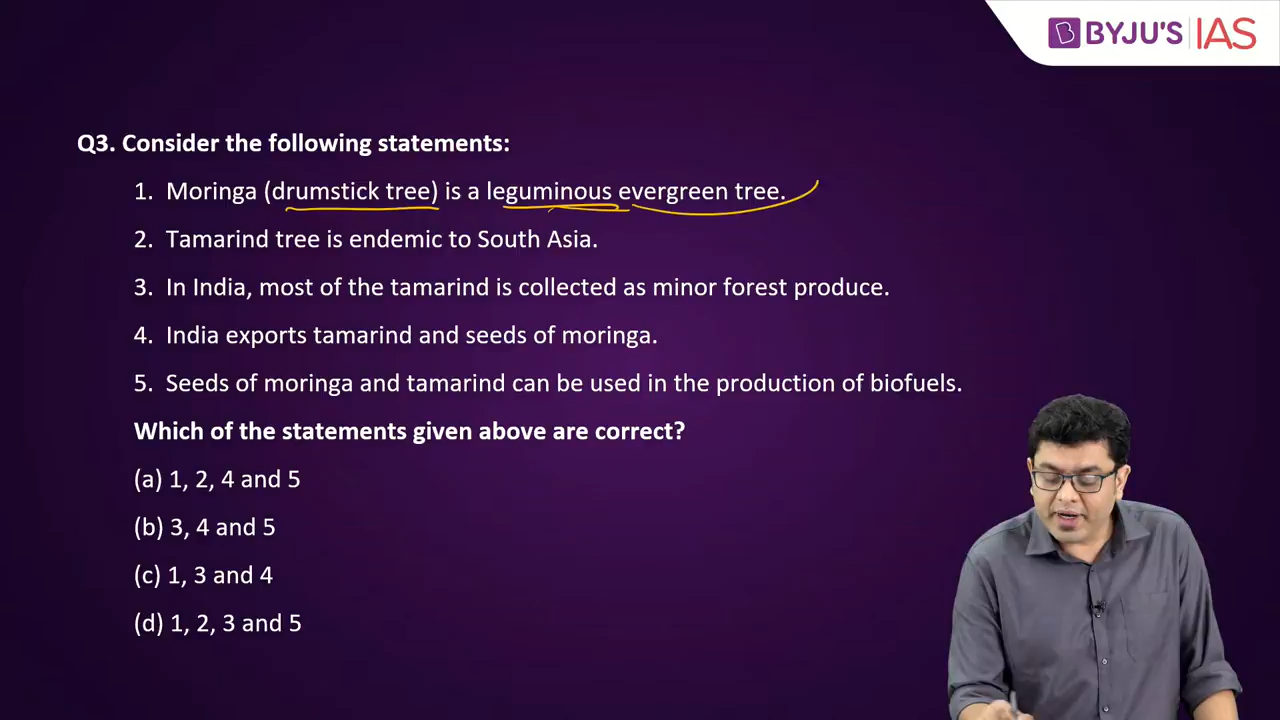 BYJU'S IAS
Q3. Consider the following statements:
1. Moringa (drumstick tree) is a leguminous evergreen tree.
2. Tamarind tree is endemic to South Asia.
3. In India, most of the tamarind is collected as minor forest produce.
4. India exports tamarind and seeds of moringa.
5. Seeds of moringa and tamarind can be used in the production of biofuels.
Which of the statements given above are correct?
(a) 1, 2, 4 and 5
(b) 3, 4 and 5
(c) 1, 3 and 4
(d) 1, 2, 3 and 5